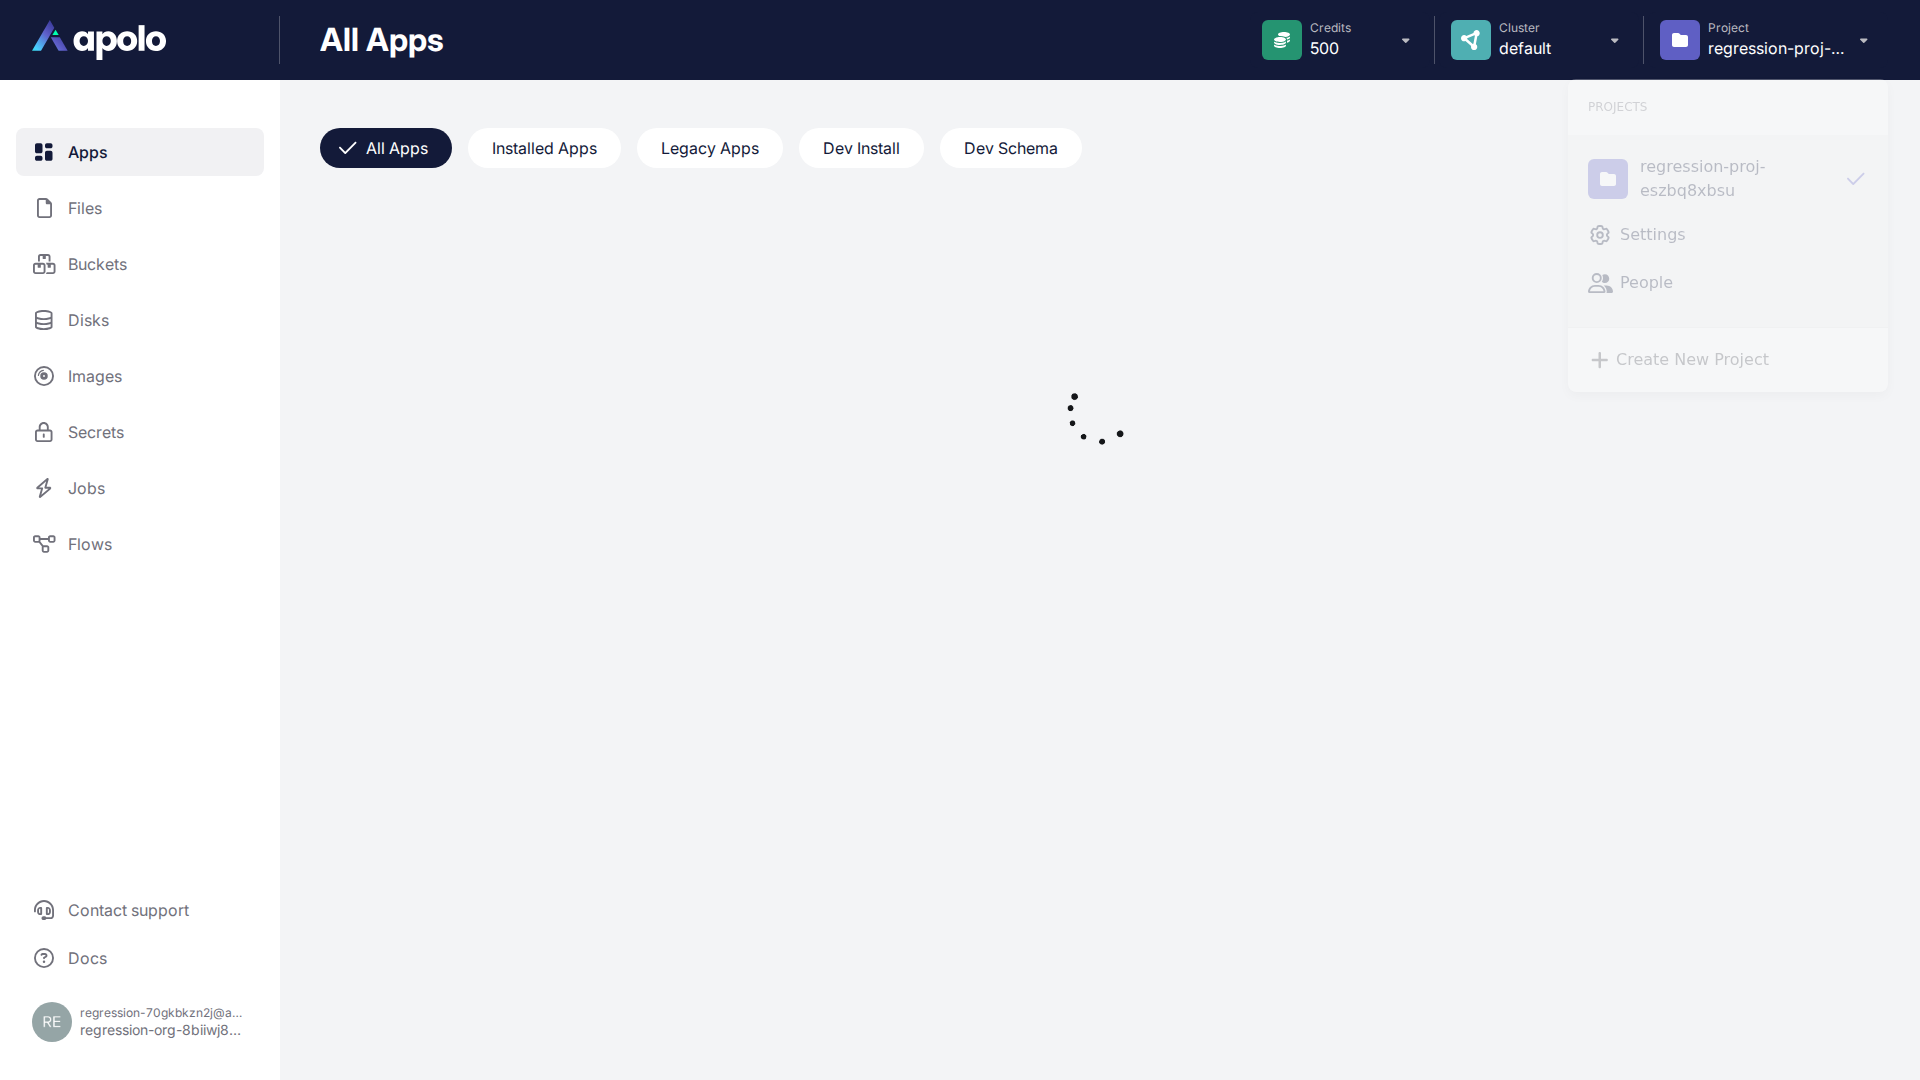 apolo
All Apps
Credits
500
Cluster
default
Project
regression-proj-...
Apps
Files
Buckets
Disks
Images
Secrets
Jobs
Flows
Contact support
Docs
RE
regression-70gkbkzn2j@a...
regression-org-8biiwj8...
All Apps
Installed Apps
Legacy Apps
Dev Install
Dev Schema
PROJECTS
regression-proj-
eszbq8xbsu
Settings
People
Create New Project